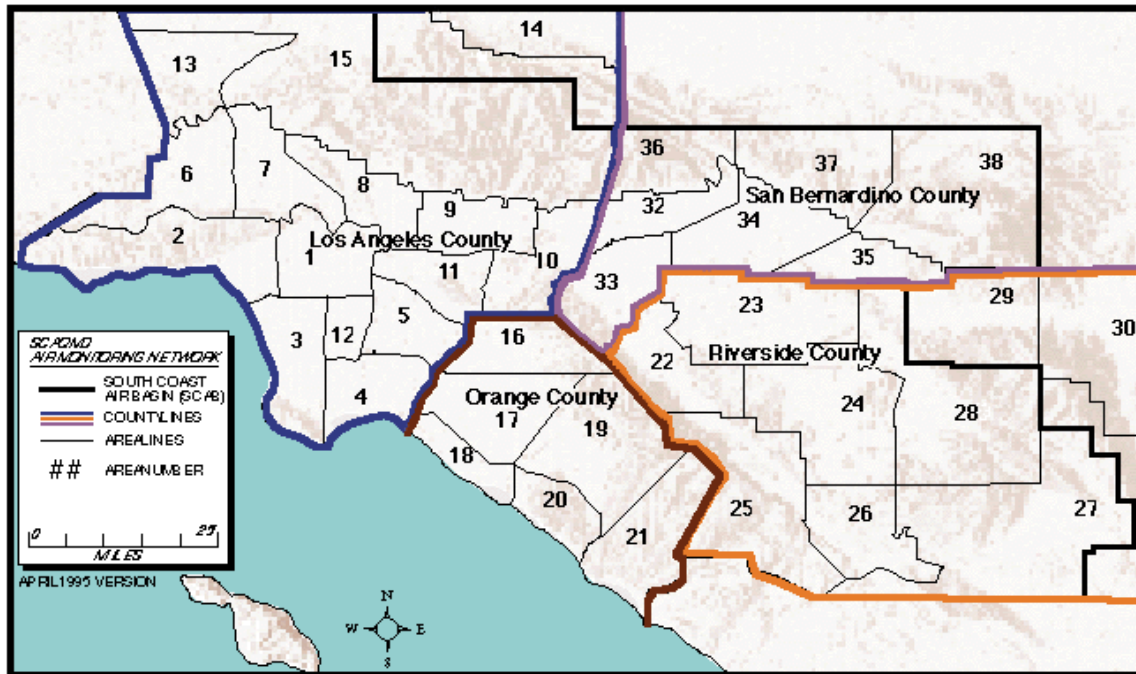 14
13
15
36
37
38
6
7
8
9
32
San Bernardino County
34
2
Los Angeles County
1
11
10
35
33
23
29
30
3
12
5
16
22
Riverside County
4
Orange County
24
28
17
19
18
20
21
25
26
27
SCAQMD
AIR MONITORING NETWORK
SOUTH COAST
AIR BASIN (SCAB)
COUNTY LINES
AREA LINES
## AREA NUMBER
0 25
MILES
APRIL 1995 VERSION
N
W E
S